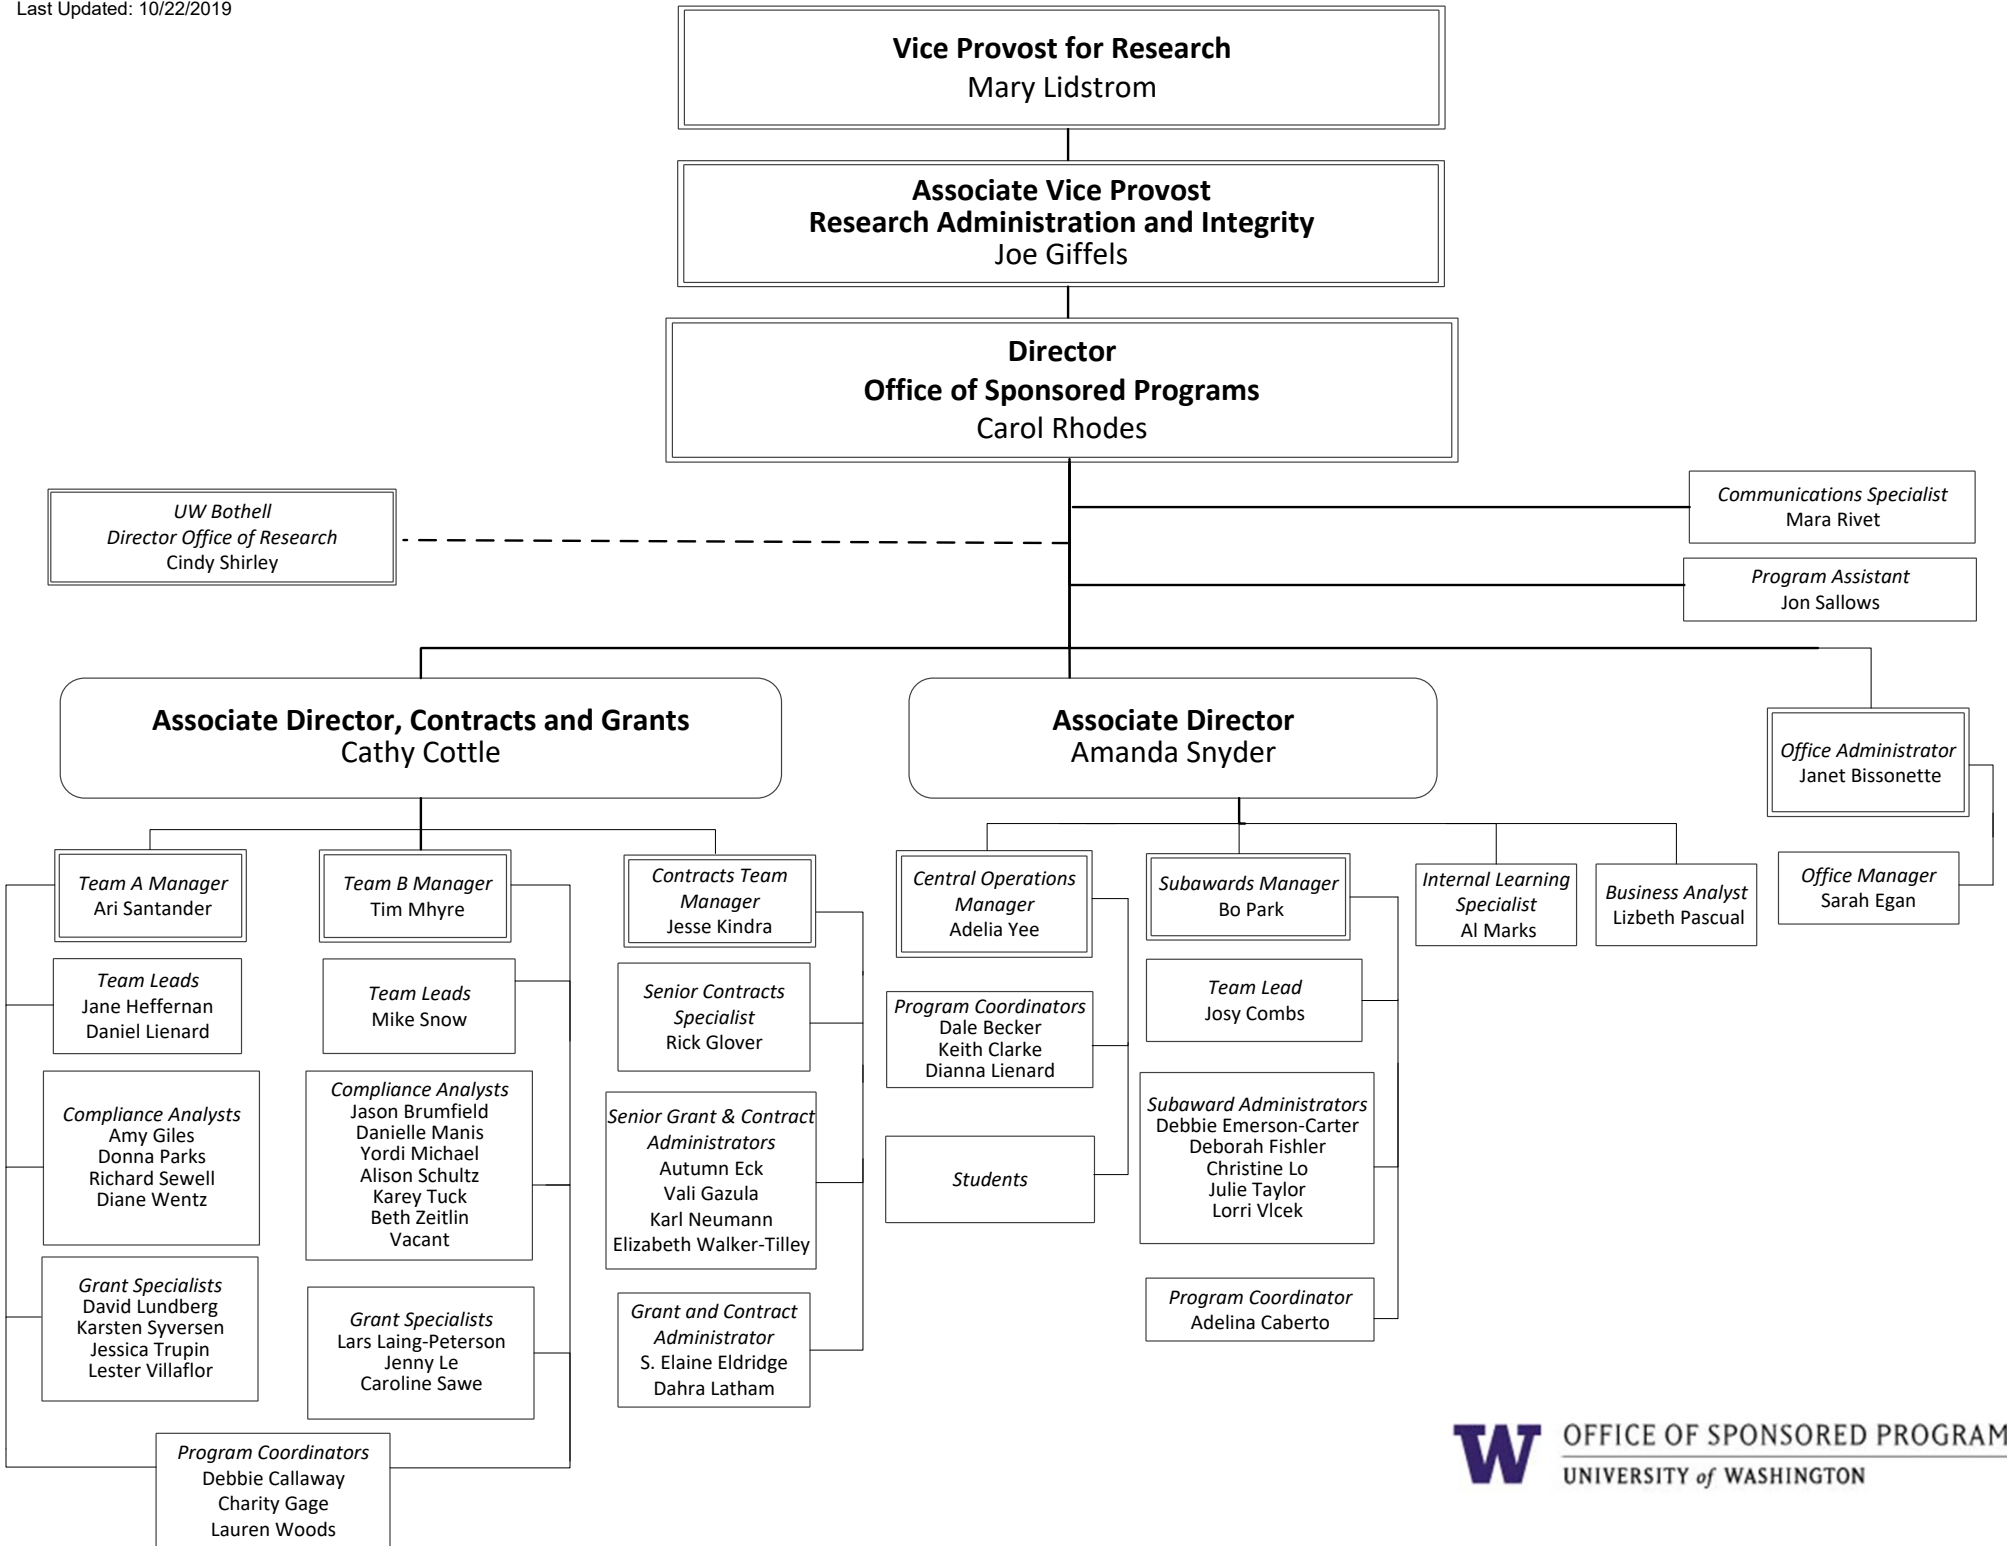 Last Updated: 10/22/2019
Vice Provost for Research
Mary Lidstrom
Associate Vice Provost
Research Administration and Integrity
Joe Giffels
Director
Office of Sponsored Programs
Carol Rhodes
UW Bothell
Director Office of Research
Cindy Shirley
Communications Specialist
Mara Rivet
Program Assistant
Jon Sallows
Associate Director, Contracts and Grants
Cathy Cottle
Associate Director
Amanda Snyder
Office Administrator
Janet Bissonette
Office Manager
Sarah Egan
Team A Manager
Ari Santander
Team Leads
Jane Heffernan
Daniel Lienard
Compliance Analysts
Amy Giles
Donna Parks
Richard Sewell
Diane Wentz
Grant Specialists
David Lundberg
Karsten Syversen
Jessica Trupin
Lester Villaflor
Team B Manager
Tim Mhyre
Team Leads
Mike Snow
Compliance Analysts
Jason Brumfield
Danielle Manis
Yordi Michael
Alison Schultz
Karey Tuck
Beth Zeitlin
Vacant
Grant Specialists
Lars Laing-Peterson
Jenny Le
Caroline Sawe
Program Coordinators
Debbie Callaway
Charity Gage
Lauren Woods
Contracts Team
Manager
Jesse Kindra
Senior Contracts
Specialist
Rick Glover
Senior Grant & Contract
Administrators
Autumn Eck
Vali Gazula
Karl Neumann
Elizabeth Walker-Tilley
Grant and Contract
Administrator
S. Elaine Eldridge
Dahra Latham
Central Operations
Manager
Adelia Yee
Program Coordinators
Dale Becker
Keith Clarke
Dianna Lienard
Students
Subawards Manager
Bo Park
Team Lead
Josy Combs
Subaward Administrators
Debbie Emerson-Carter
Deborah Fishler
Christine Lo
Julie Taylor
Lorri Vlcek
Program Coordinator
Adelina Caberto
Internal Learning
Specialist
Al Marks
Business Analyst
Lizbeth Pascual
W
OFFICE OF SPONSORED PROGRAM
UNIVERSITY of WASHINGTON